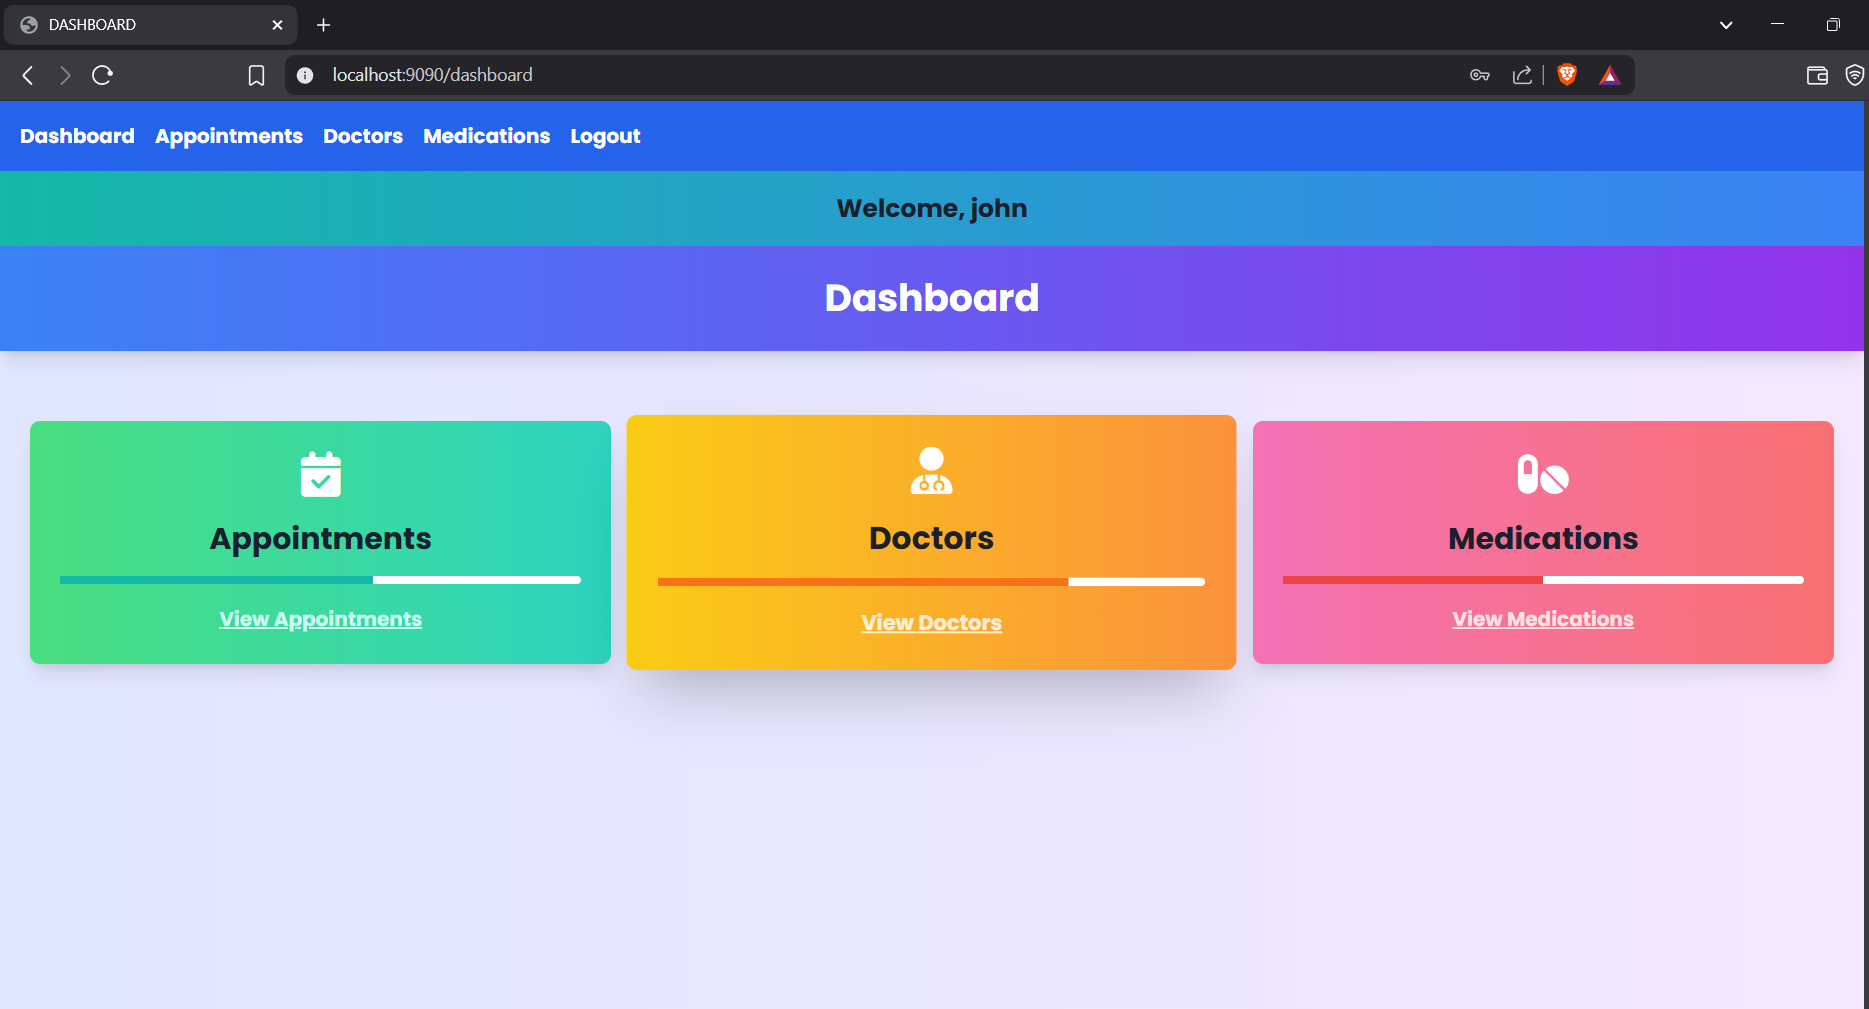 DASHBOARD
localhost:9090/dashboard
Dashboard Appointments Doctors Medications Logout
Welcome, john
Dashboard
Appointments
View Appointments
Doctors
View Doctors
Medications
View Medications